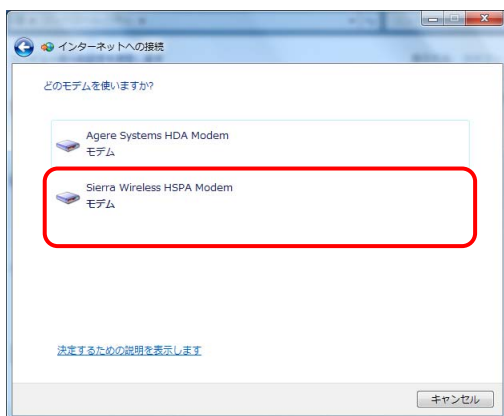 インターネットへの接続
どのモデムを使いますか?
Agere Systems HDA Modem
モデム
Sierra Wireless HSPA Modem
モデム
決定するための説明を表示します
キャンセル